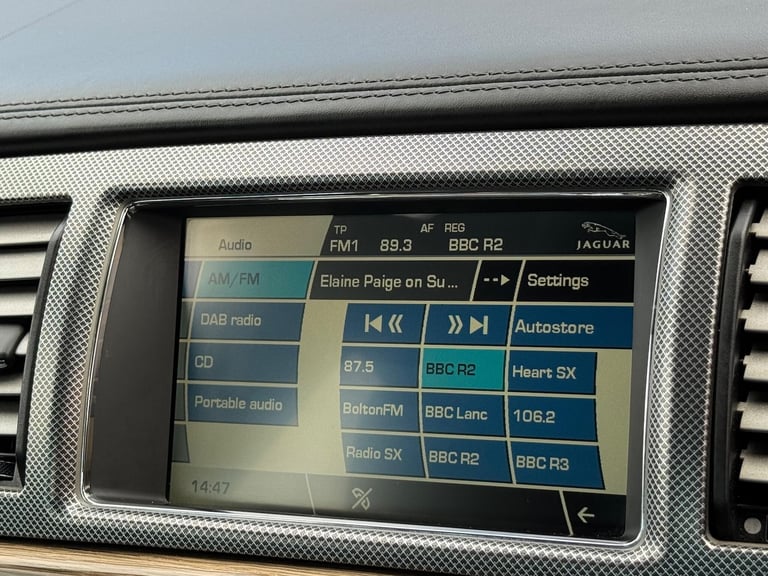 Audio
TP
AF REG
FM1 89.3 BBC R2
JAGUAR
AM/FM
Elaine Paige on Su...
Settings
DAB radio
Autostore
CD
87.5
BBC R2
Heart SX
Portable audio
BoltonFM
BBC Lanc
106.2
Radio SX
BBC R2
BBC R3
14:47